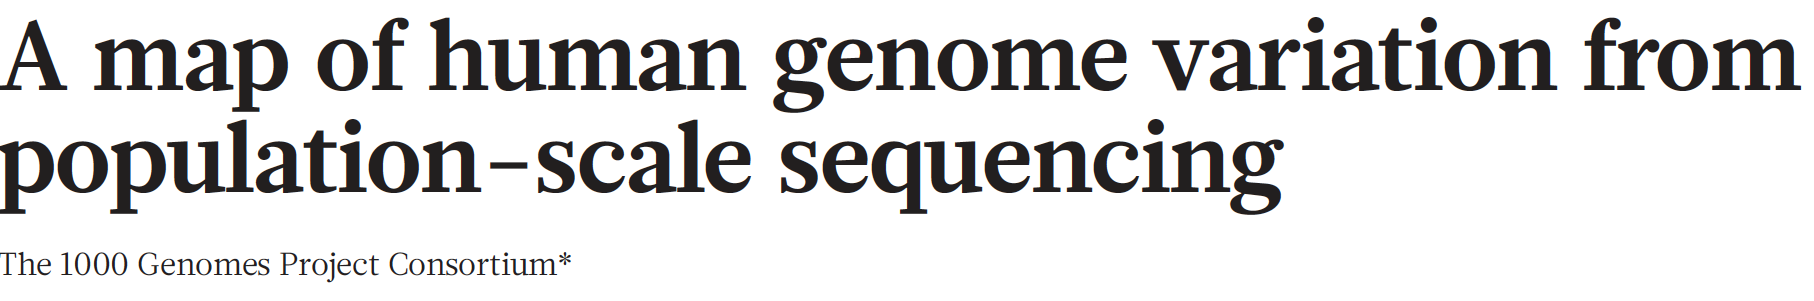 A map of human genome variation from
population-scale sequencing
The 1000 Genomes Project Consortium*